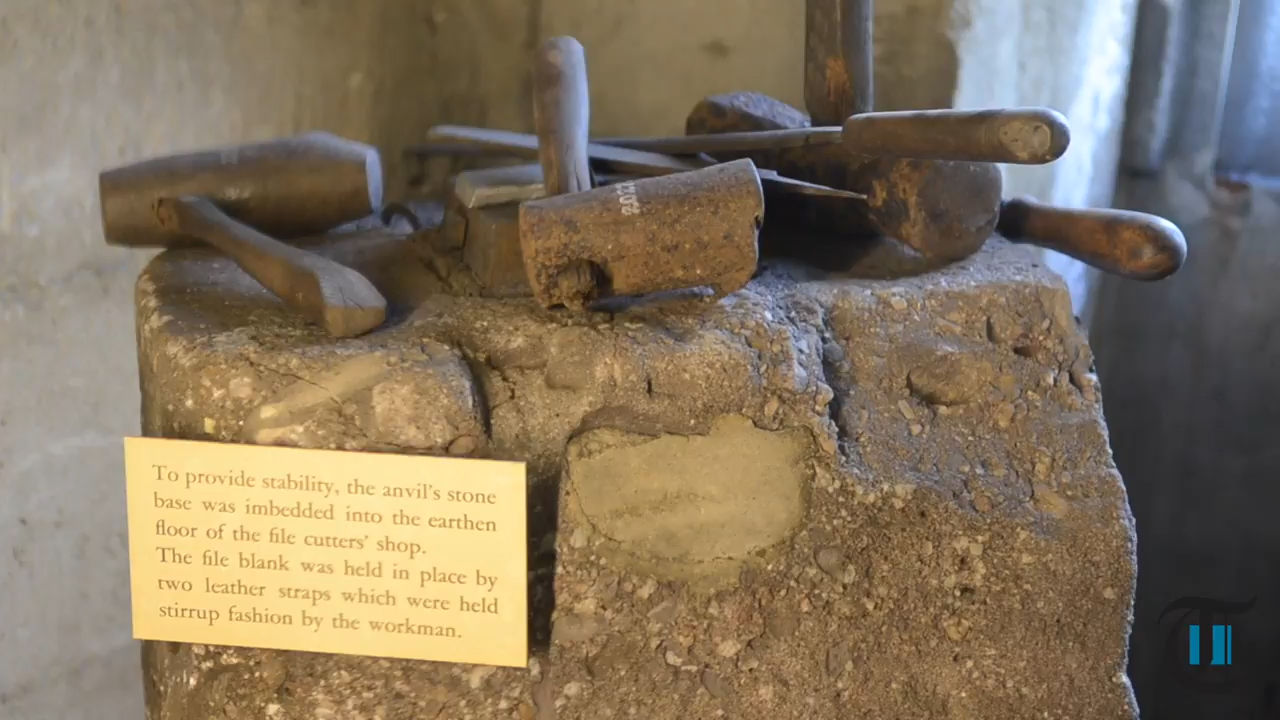 To provide stability, the anvil's stone
base was imbedded into the earthen
floor of the file cutters' shop.
The file blank was held in place by
two leather straps which were held
stirrup fashion by the workman.